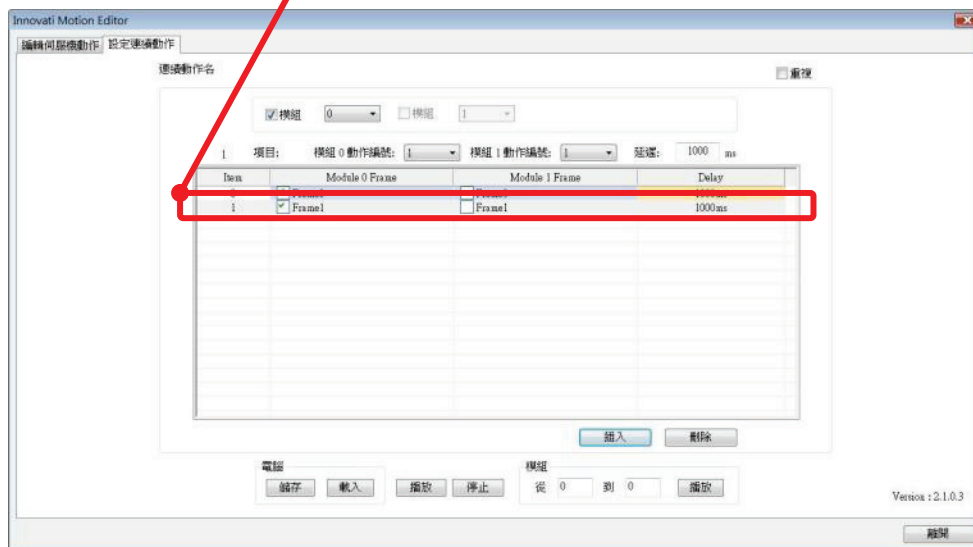 Innovati Motion Editor
編輯伺服機動作 設定連續動作
連續動作名 重複
模組 0 模組 1
1 項目: 模組 0 動作編號: 1 模組 1 動作編號: 1 延遲: 1000 ms
Item Module 0 Frame Module 1 Frame Delay
1 Frame1 Frame1 1000ms
插入 刪除
電腦 模組
儲存 載入 播放 停止 從 0 到 0 播放
Version : 2.1.0.3
離開